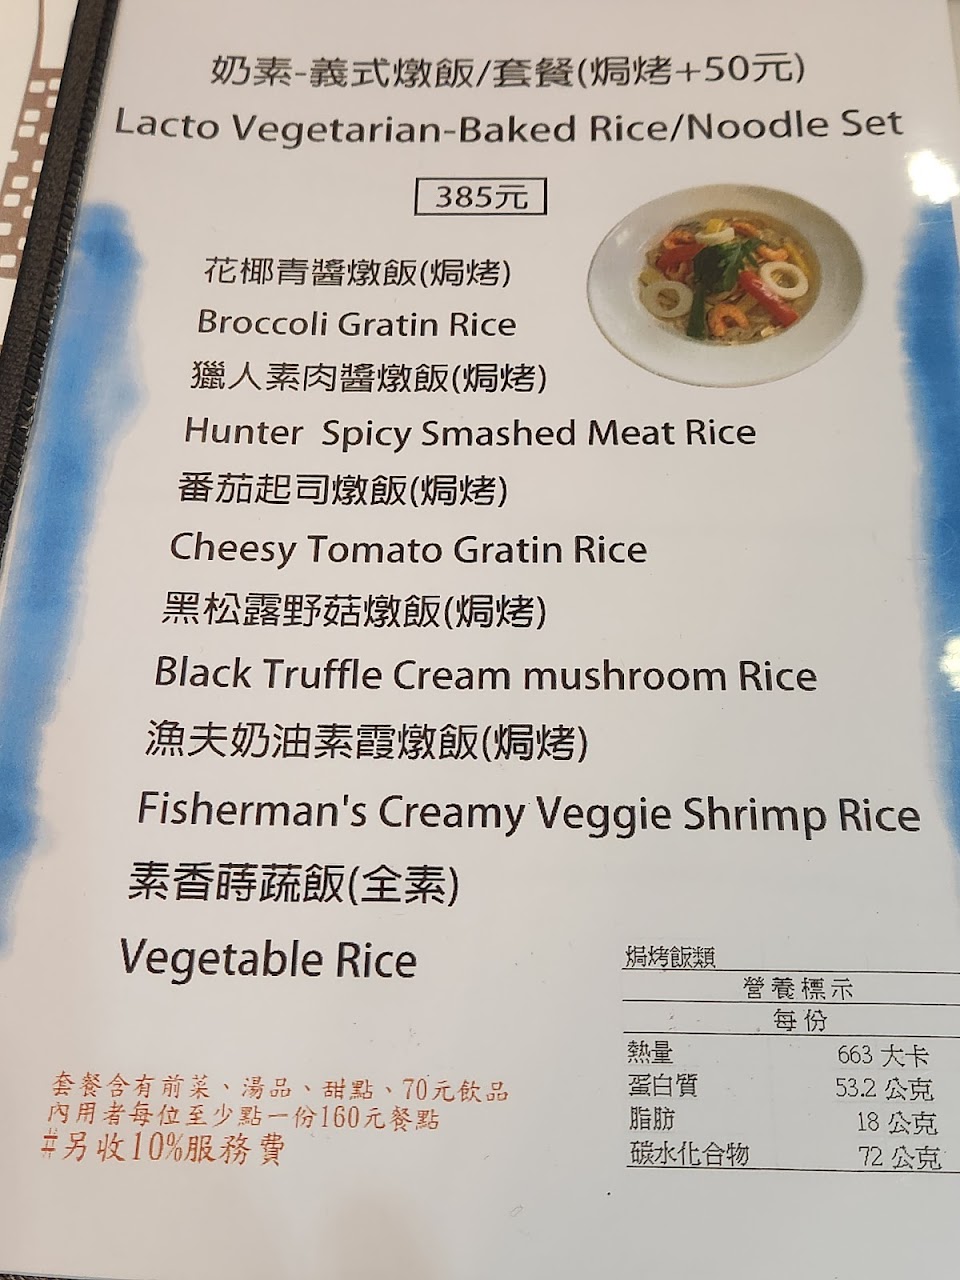 奶素-義式燉飯/套餐(焗烤+50元)
Lacto Vegetarian-Baked Rice/Noodle Set
385元
花椰青醬燉飯(焗烤)
Broccoli Gratin Rice
獵人素肉醬燉飯(焗烤)
Hunter Spicy Smashed Meat Rice
番茄起司燉飯(焗烤)
Cheesy Tomato Gratin Rice
黑松露野菇燉飯(焗烤)
Black Truffle Cream mushroom Rice
漁夫奶油素霞燉飯(焗烤)
Fisherman's Creamy Veggie Shrimp Rice
素香蒔蔬飯(全素)
Vegetable Rice
焗烤飯類
營養標示
每份
熱量 663 大卡
蛋白質 53.2 公克
脂肪 18 公克
碳水化合物 72 公克
套餐含有前菜、湯品、甜點、70元飲品
內用者每位至少點一份160元餐點
#另收10%服務費